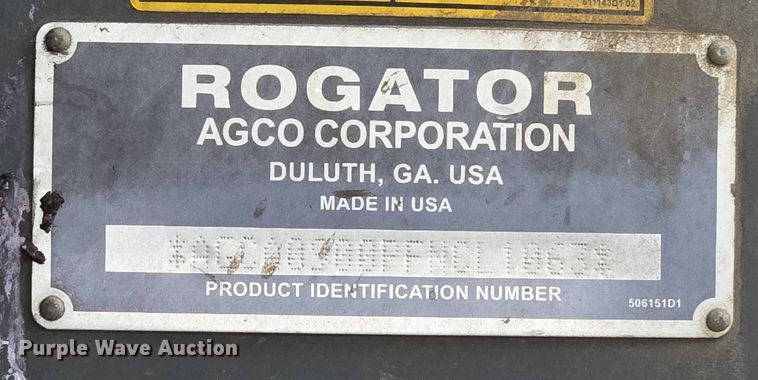 ROGATOR
AGCO CORPORATION
DULUTH, GA. USA
MADE IN USA
PRODUCT IDENTIFICATION NUMBER
506151D1
Purple Wave Auction